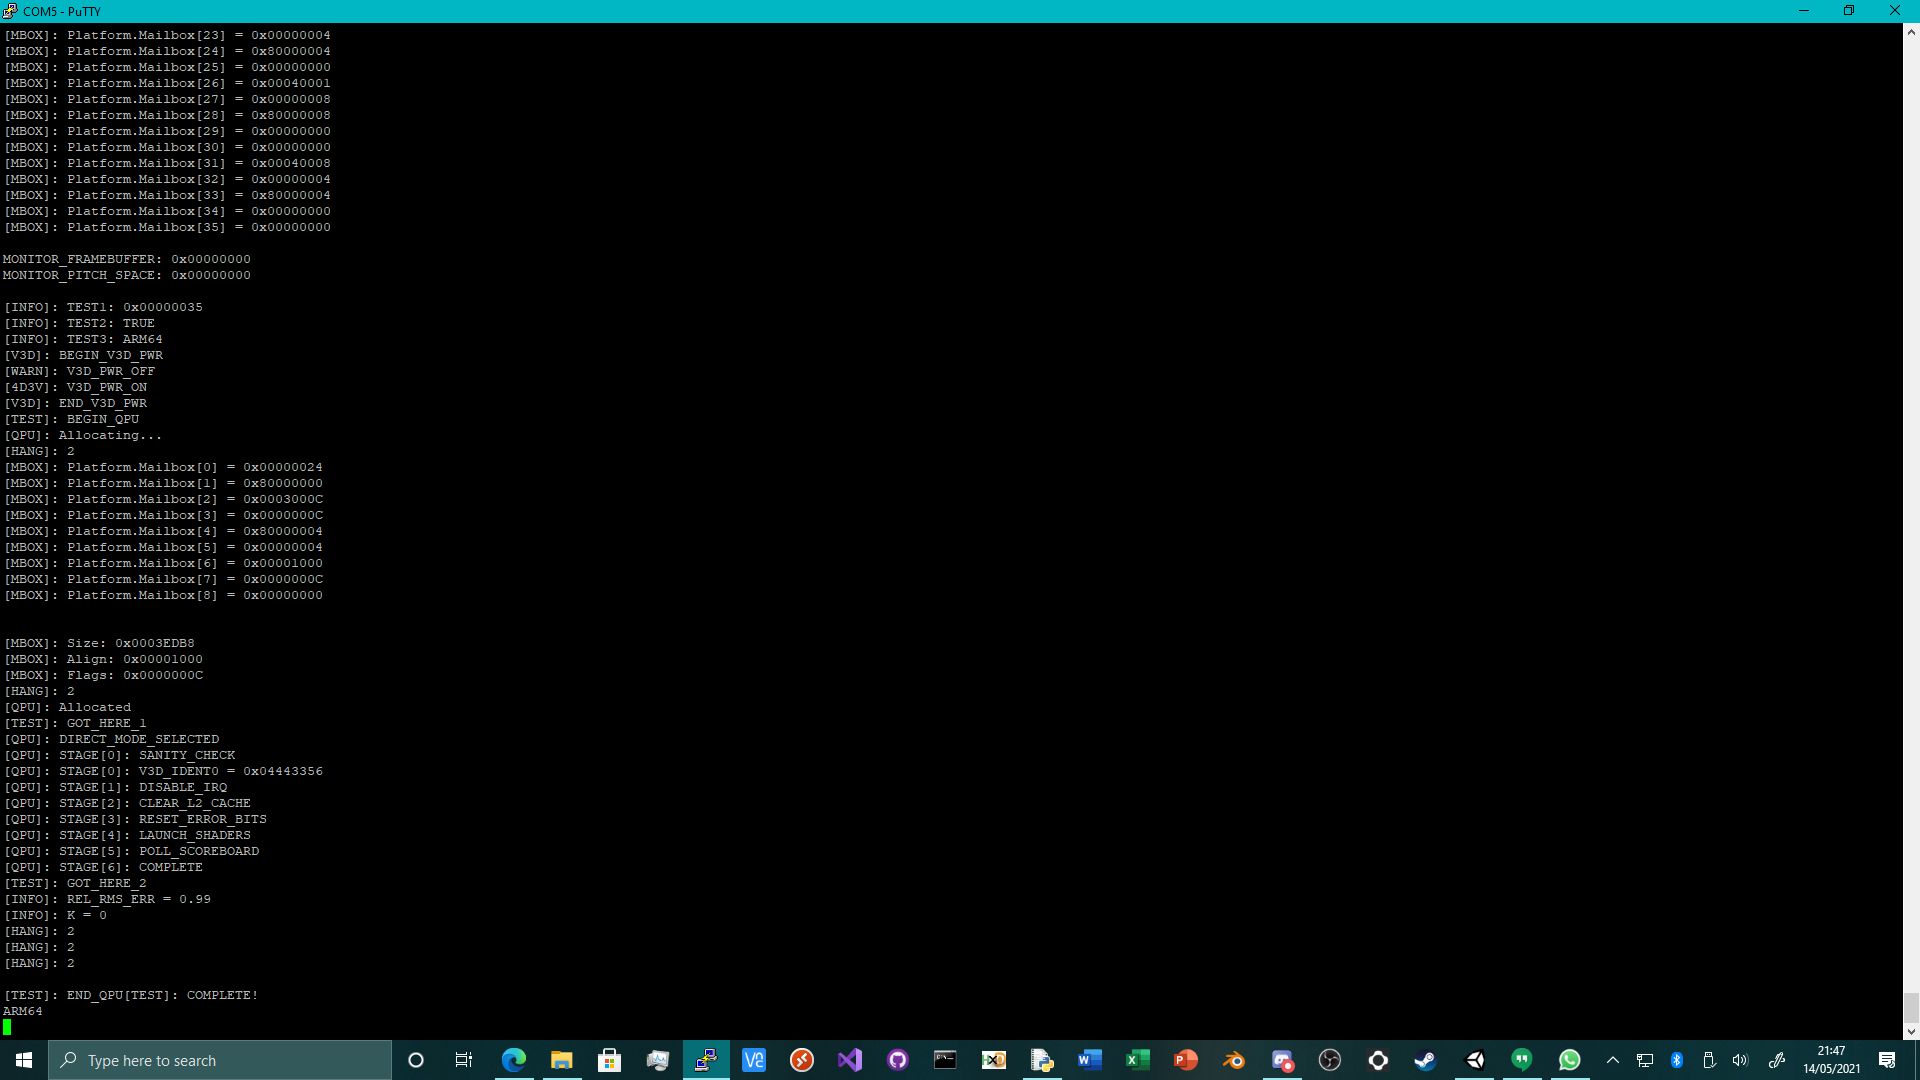 COM5 - PuTTY
[MBOX]: Platform.Mailbox[23] = 0x00000004
[MBOX]: Platform.Mailbox[24] = 0x80000004
[MBOX]: Platform.Mailbox[25] = 0x00000000
[MBOX]: Platform.Mailbox[26] = 0x00040001
[MBOX]: Platform.Mailbox[27] = 0x00000008
[MBOX]: Platform.Mailbox[28] = 0x80000008
[MBOX]: Platform.Mailbox[29] = 0x00000000
[MBOX]: Platform.Mailbox[30] = 0x00000000
[MBOX]: Platform.Mailbox[31] = 0x00040008
[MBOX]: Platform.Mailbox[32] = 0x00000004
[MBOX]: Platform.Mailbox[33] = 0x80000004
[MBOX]: Platform.Mailbox[34] = 0x00000000
[MBOX]: Platform.Mailbox[35] = 0x00000000
MONITOR_FRAMEBUFFER: 0x00000000
MONITOR_PITCH_SPACE: 0x00000000
[INFO]: TEST1: 0x00000035
[INFO]: TEST2: TRUE
[INFO]: TEST3: ARM64
[V3D]: BEGIN_V3D_PWR
[WARN]: V3D_PWR_OFF
[4D3V]: V3D_PWR_ON
[V3D]: END_V3D_PWR
[TEST]: BEGIN_QPU
[QPU]: Allocating...
[HANG]: 2
[MBOX]: Platform.Mailbox[0] = 0x00000024
[MBOX]: Platform.Mailbox[1] = 0x80000000
[MBOX]: Platform.Mailbox[2] = 0x0003000C
[MBOX]: Platform.Mailbox[3] = 0x0000000C
[MBOX]: Platform.Mailbox[4] = 0x80000004
[MBOX]: Platform.Mailbox[5] = 0x00000004
[MBOX]: Platform.Mailbox[6] = 0x00001000
[MBOX]: Platform.Mailbox[7] = 0x0000000C
[MBOX]: Platform.Mailbox[8] = 0x00000000
[MBOX]: Size: 0x0003EDB8
[MBOX]: Align: 0x00001000
[MBOX]: Flags: 0x0000000C
[HANG]: 2
[QPU]: Allocated
[TEST]: GOT_HERE_1
[QPU]: DIRECT_MODE_SELECTED
[QPU]: STAGE[0]: SANITY_CHECK
[QPU]: STAGE[0]: V3D_IDENT0 = 0x04443356
[QPU]: STAGE[1]: DISABLE_IRQ
[QPU]: STAGE[2]: CLEAR_L2_CACHE
[QPU]: STAGE[3]: RESET_ERROR_BITS
[QPU]: STAGE[4]: LAUNCH_SHADERS
[QPU]: STAGE[5]: POLL_SCOREBOARD
[QPU]: STAGE[6]: COMPLETE
[TEST]: GOT_HERE_2
[INFO]: REL_RMS_ERR = 0.99
[INFO]: K = 0
[HANG]: 2
[HANG]: 2
[HANG]: 2
[TEST]: END_QPU[TEST]: COMPLETE!
ARM64
Type here to search
21:47
14/05/2021